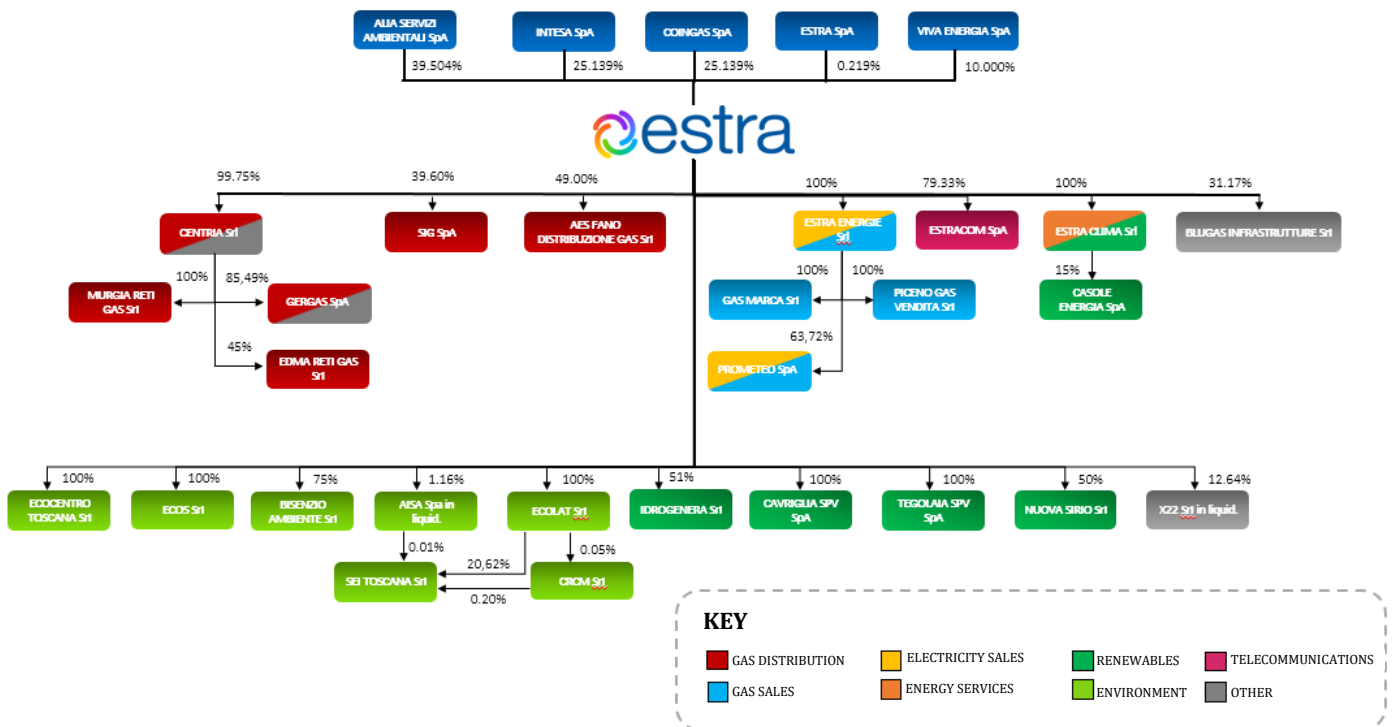 ALIA SERVIZI
AMBIENTALI SpA
INTESA SpA
COINGAS SpA
ESTRA SpA
VIVA ENERGIA SpA
39.504%
25.139%
25.139%
0.219%
10.000%
estra
99.75%
39.60%
49.00%
100%
79.33%
100%
31.17%
CENTRIA Srl
SIG SpA
AES FANO
DISTRIBUZIONE GAS Srl
ESTRA ENERGIE
Srl
ESTRACOM SpA
ESTRA CLIMA Srl
BLUGAS INFRASTRUTTURE Srl
100%
85,49%
100%
100%
15%
MURGIA RETI
GAS Srl
GERGAS SpA
GAS MARCA Srl
PICENO GAS
VENDITA Srl
CASOLE
ENERGIA SpA
45%
63,72%
EDMA RETI GAS
Srl
PROMETEO SpA
100%
100%
75%
1.16%
100%
51%
100%
100%
50%
12.64%
ECOCENTRO
TOSCANA Srl
ECOS Srl
BISENZIO
AMBIENTE Srl
AISA Spa in
liquid.
ECOLAT Srl
IDROGENERA Srl
CAVRIGLIA SPV
SpA
TEGOLAIA SPV
SpA
NUOVA SIRIO Srl
X22 Srl in liquid.
0.01%
20,62%
0.05%
SEI TOSCANA Srl
CRCM Srl
0.20%
KEY
GAS DISTRIBUTION
ELECTRICITY SALES
RENEWABLES
TELECOMMUNICATIONS
GAS SALES
ENERGY SERVICES
ENVIRONMENT
OTHER